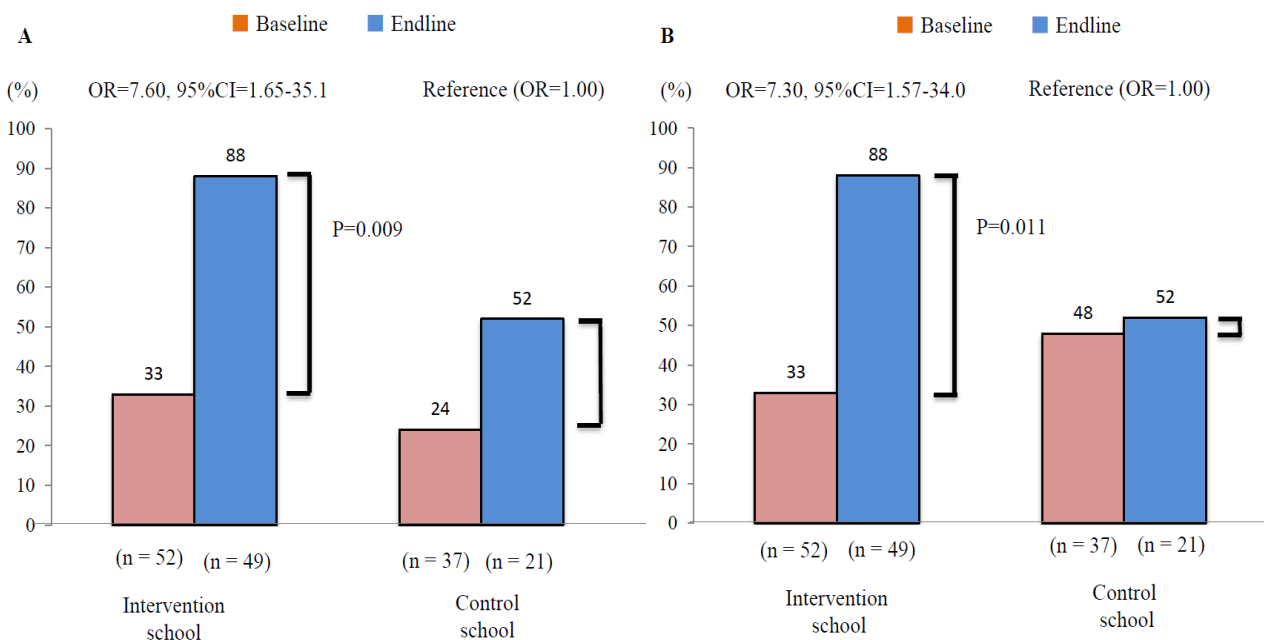 Baseline Endline
A
(%) OR=7.60, 95%CI=1.65-35.1 Reference (OR=1.00)
100
90
80
70
60
50
40
30
20
10
0
33
88
P=0.009
24
52
(n = 52) (n = 49) (n = 37) (n = 21)
Intervention
school
Control
school
Baseline Endline
B
(%) OR=7.30, 95%CI=1.57-34.0 Reference (OR=1.00)
100
90
80
70
60
50
40
30
20
10
0
33
88
P=0.011
48
52
(n = 52) (n = 49) (n = 37) (n = 21)
Intervention
school
Control
school